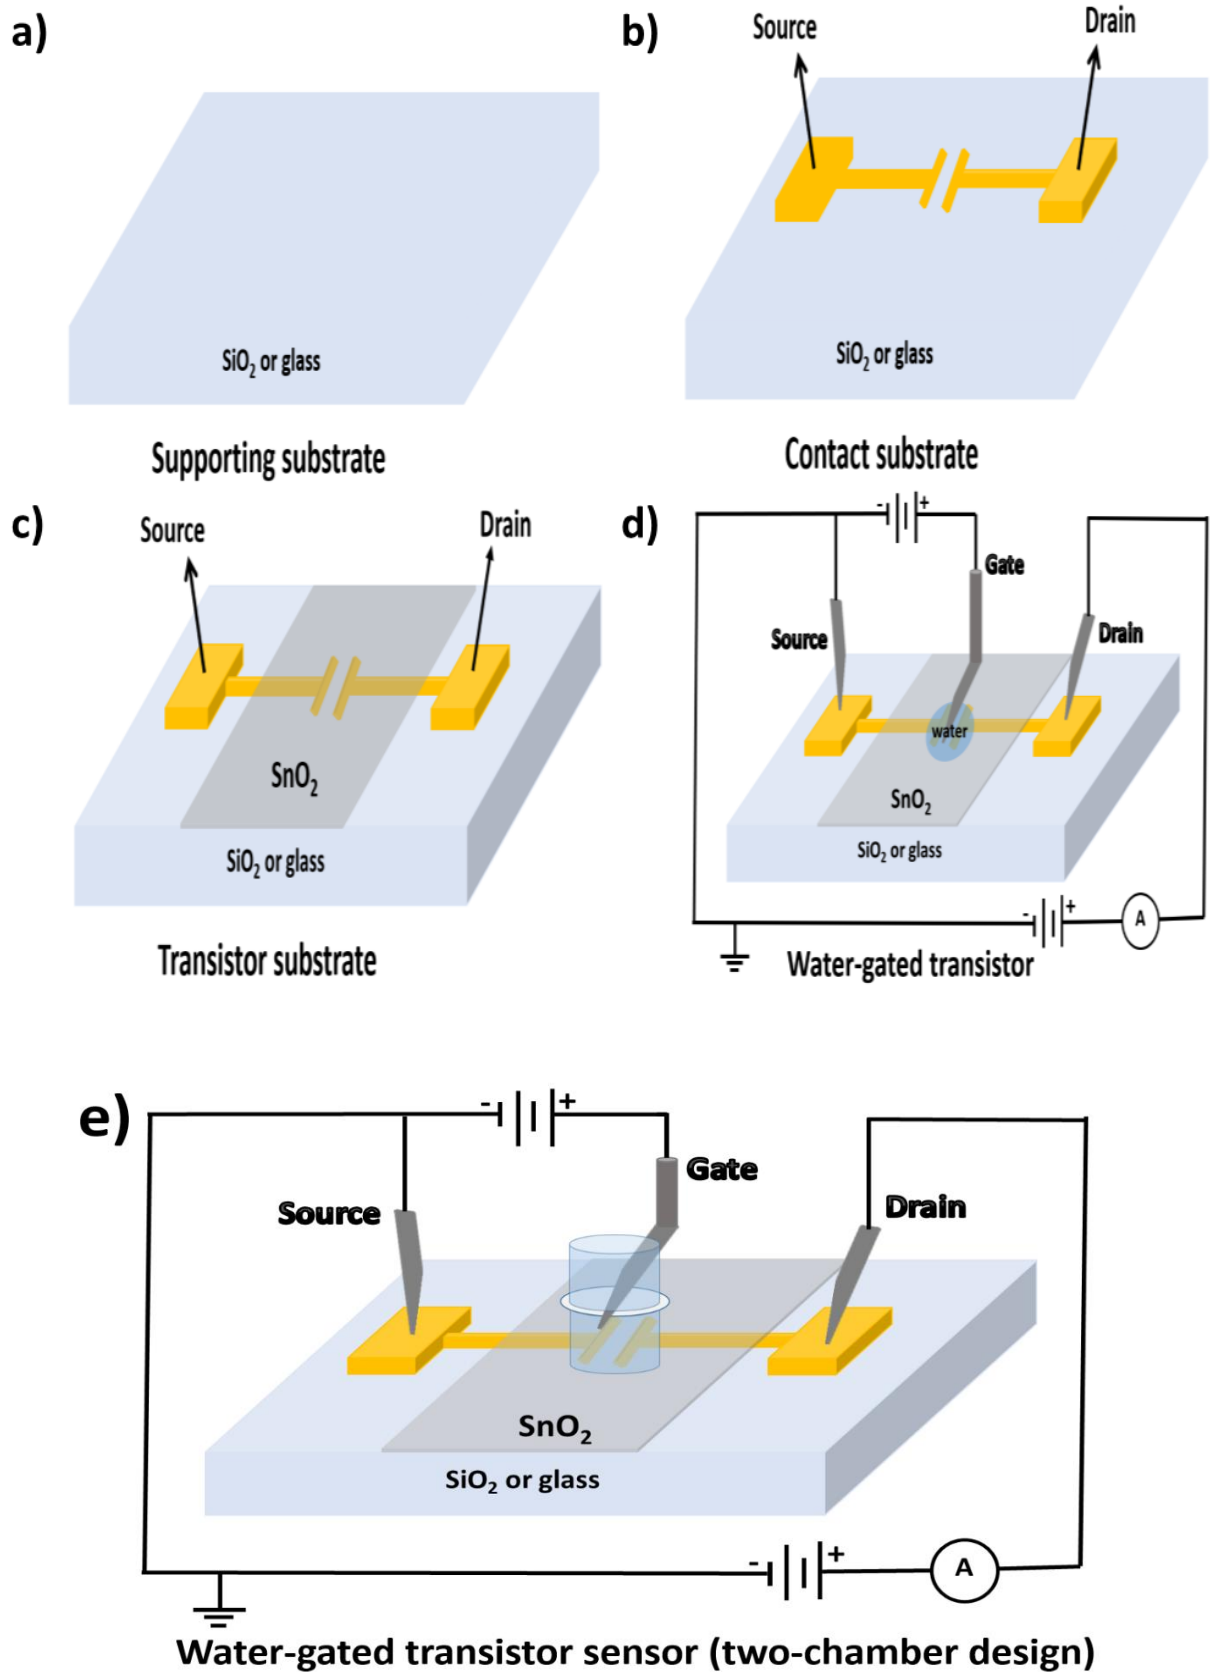 a)
b)
Source
Drain
SiO₂ or glass
SiO₂ or glass
Supporting substrate
Contact substrate
c)
Source
Drain
SnO₂
SiO₂ or glass
Transistor substrate
d)
- +
Gate
Source
Drain
water
SnO₂
SiO₂ or glass
- +
A
Water-gated transistor
e)
- +
Gate
Source
Drain
SnO₂
SiO₂ or glass
- +
A
Water-gated transistor sensor (two-chamber design)